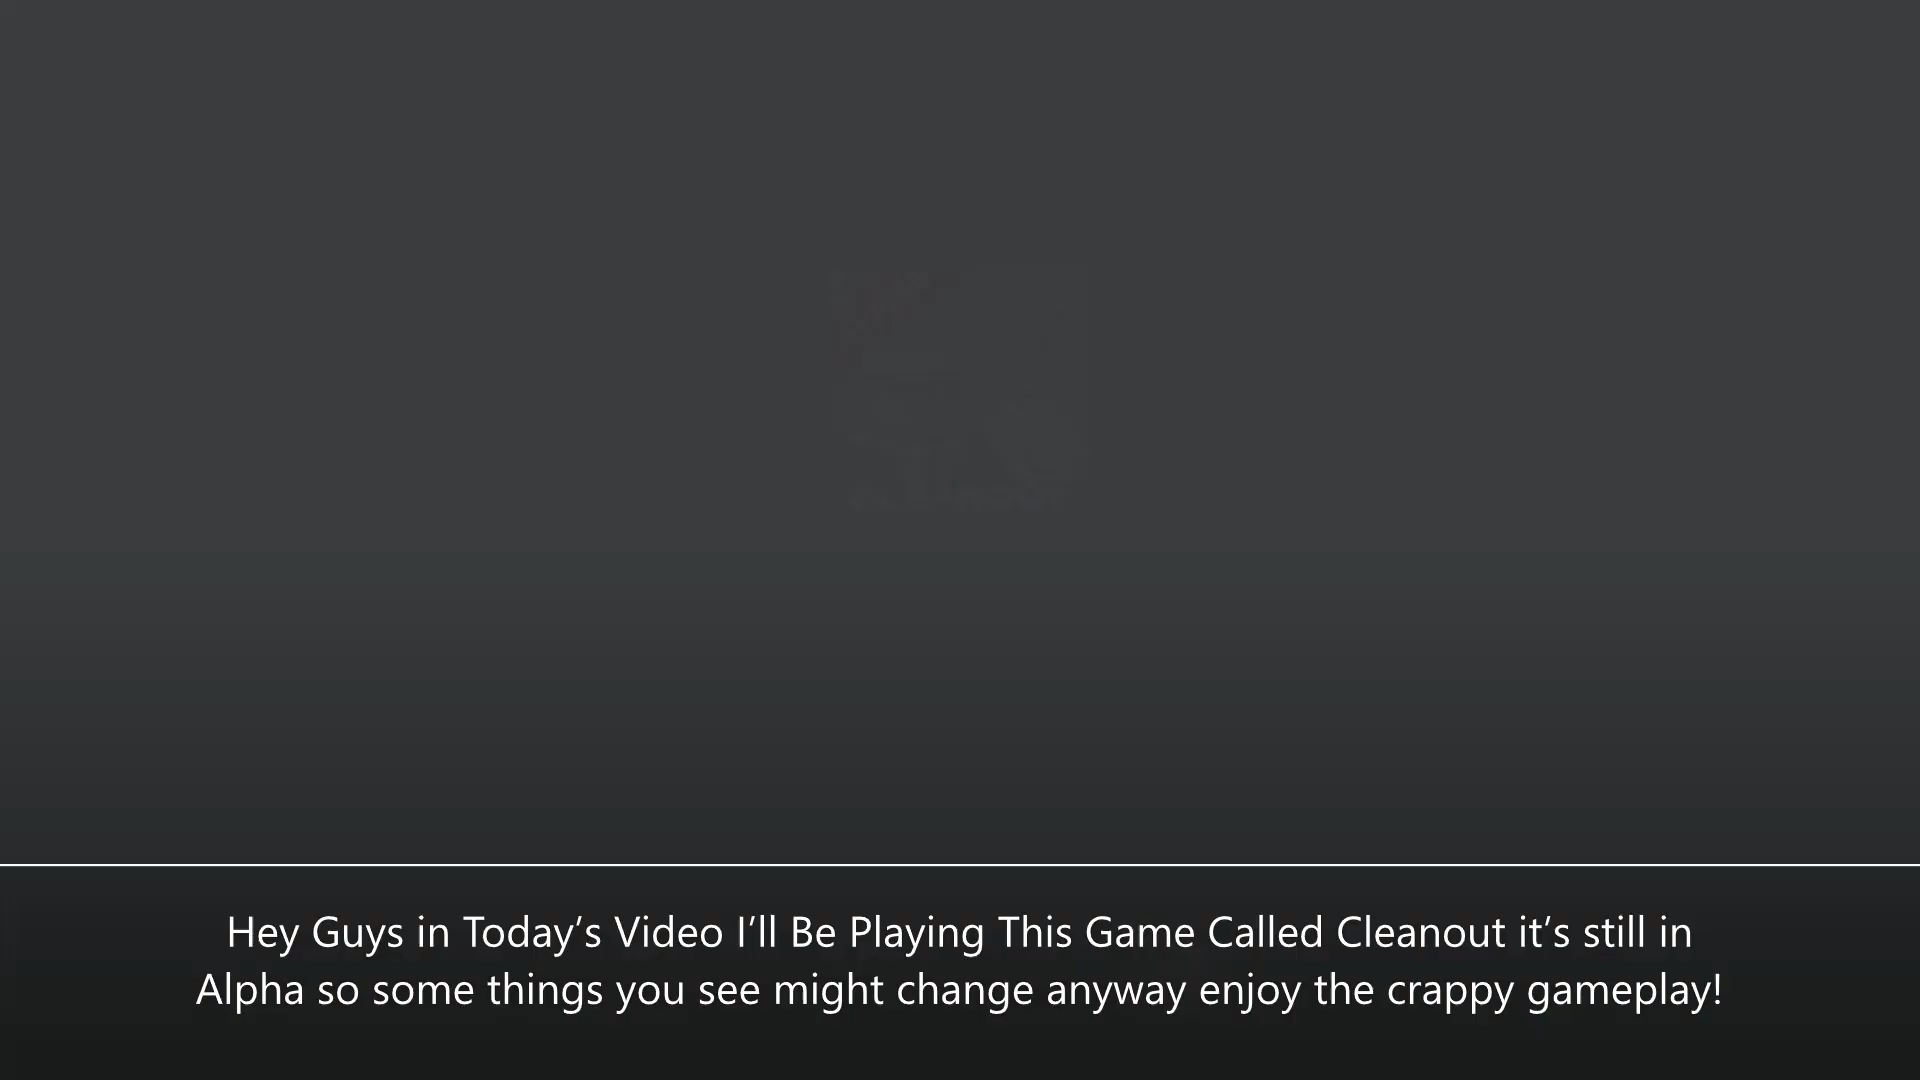 Hey Guys in Today’s Video I’ll Be Playing This Game Called Cleanout it’s still in
Alpha so some things you see might change anyway enjoy the crappy gameplay!